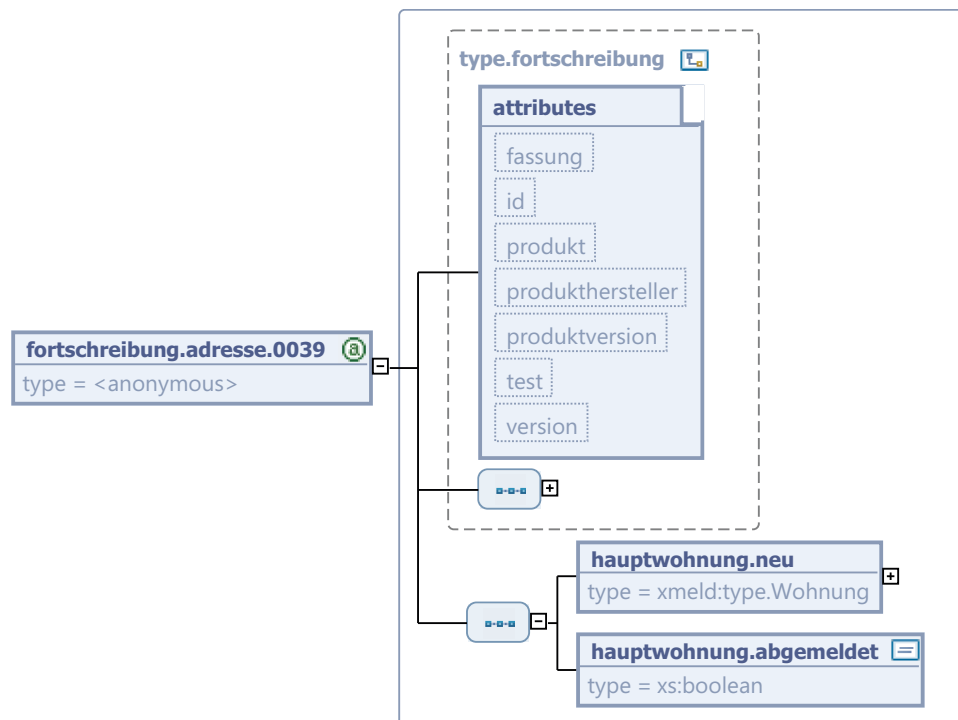 type.fortschreibung
attributes
fassung
id
produkt
produkthersteller
produktversion
test
version
fortschreibung.adresse.0039
type = <anonymous>
hauptwohnung.neu
type = xmeld:type.Wohnung
hauptwohnung.abgemeldet
type = xs:boolean